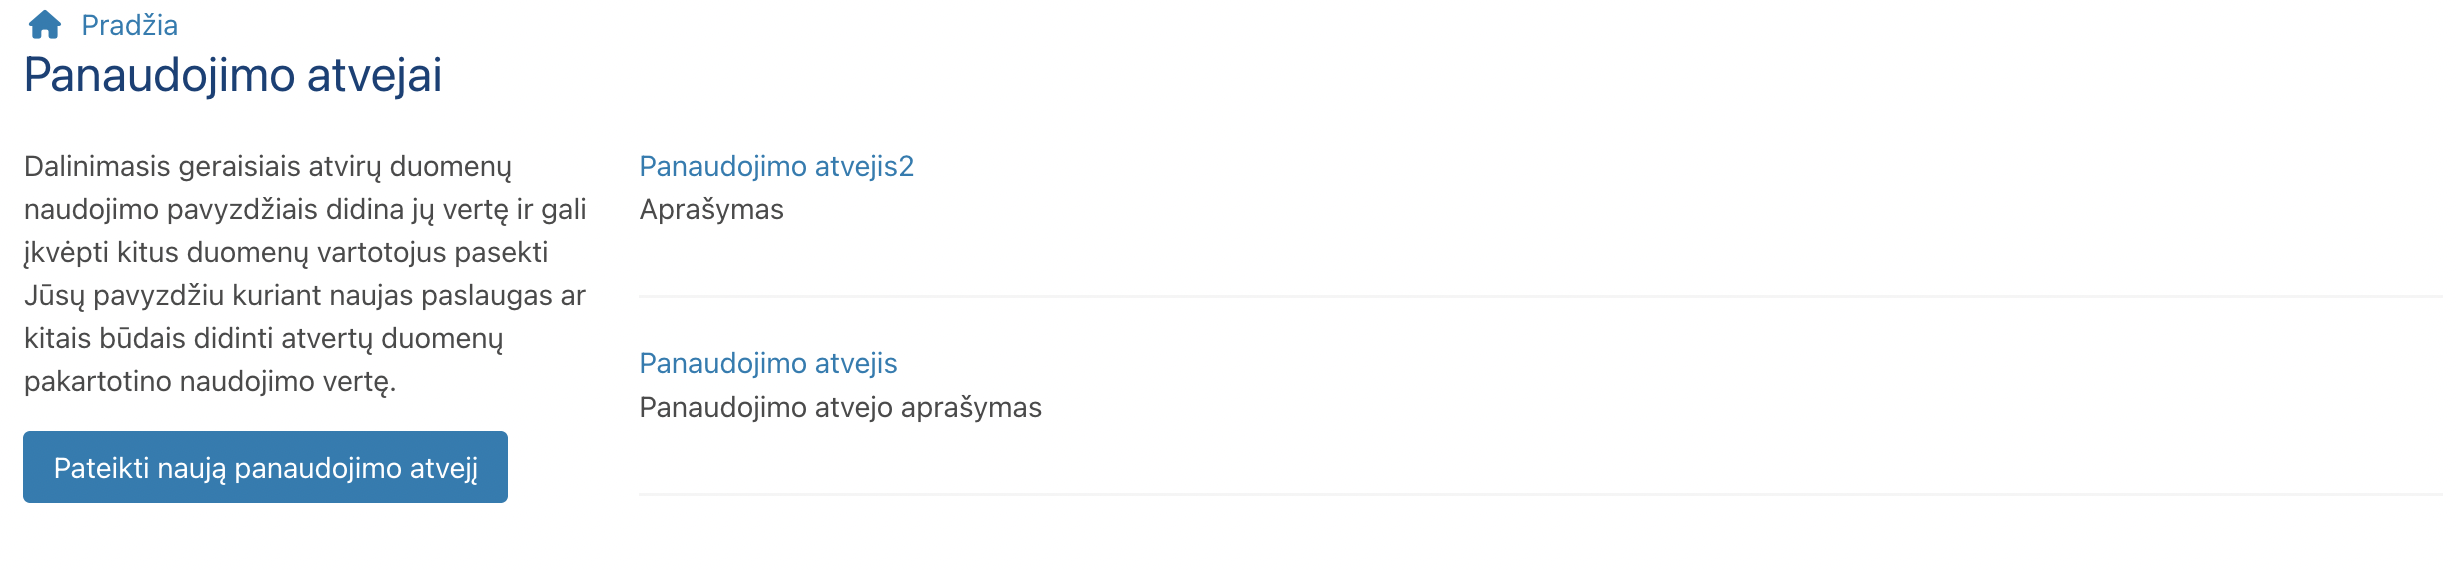 Pradžia
Panaudojimo atvejai
Dalinimasis geraisiais atvirų duomenų
naudojimo pavyzdžiais didina jų vertę ir gali
įkvėpti kitus duomenų vartotojus pasekti
Jūsų pavyzdžiu kuriant naujas paslaugas ar
kitais būdais didinti atvertų duomenų
pakartotino naudojimo vertę.
Pateikti naują panaudojimo atvejį
Panaudojimo atvejis2
Aprašymas
Panaudojimo atvejis
Panaudojimo atvejo aprašymas